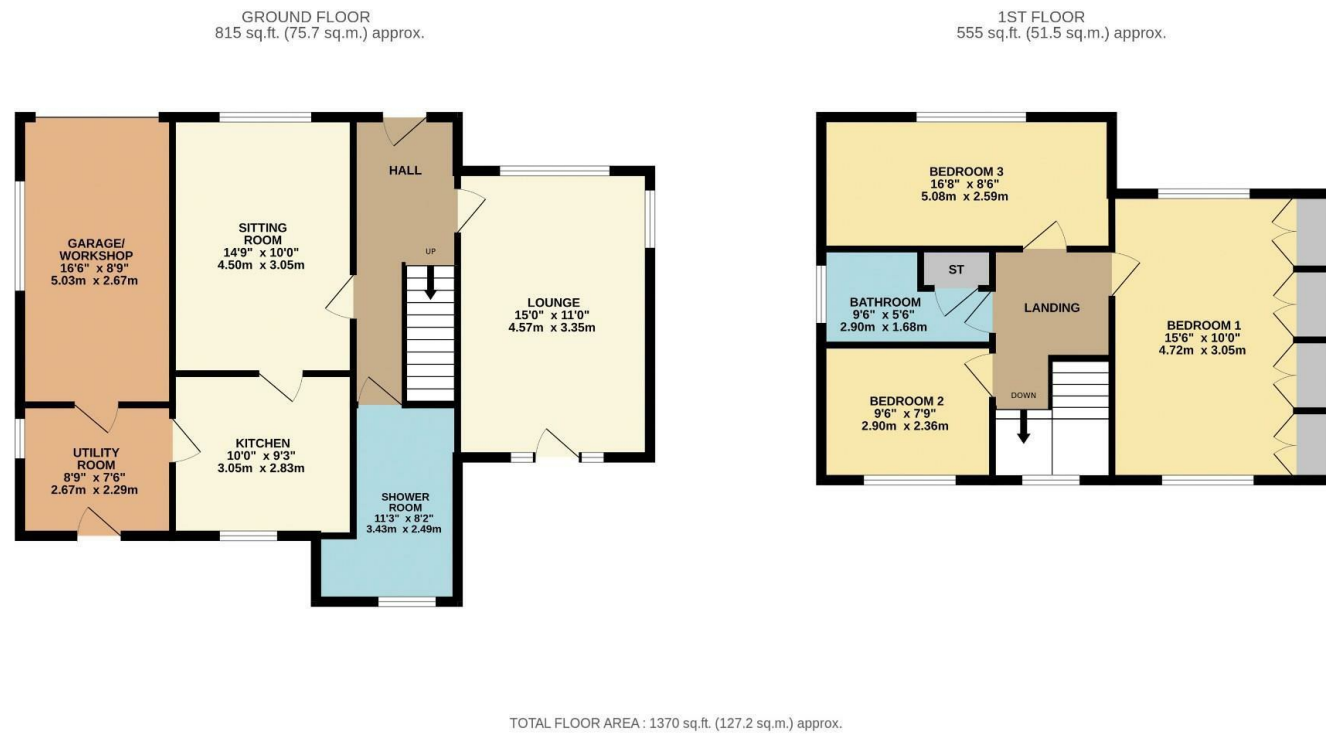 GROUND FLOOR
815 sq.ft. (75.7 sq.m.) approx.
1ST FLOOR
555 sq.ft. (51.5 sq.m.) approx.
HALL
UP
SITTING
ROOM
14'9" x 10'0"
4.50m x 3.05m
GARAGE/
WORKSHOP
16'6" x 8'9"
5.03m x 2.67m
LOUNGE
15'0" x 11'0"
4.57m x 3.35m
KITCHEN
10'0" x 9'3"
3.05m x 2.83m
UTILITY
ROOM
8'9" x 7'6"
2.67m x 2.29m
SHOWER
ROOM
11'3" x 8'2"
3.43m x 2.49m
BEDROOM 3
16'8" x 8'6"
5.08m x 2.59m
ST
BATHROOM
9'6" x 5'6"
2.90m x 1.68m
LANDING
BEDROOM 1
15'6" x 10'0"
4.72m x 3.05m
BEDROOM 2
9'6" x 7'9"
2.90m x 2.36m
DOWN
TOTAL FLOOR AREA : 1370 sq.ft. (127.2 sq.m.) approx.